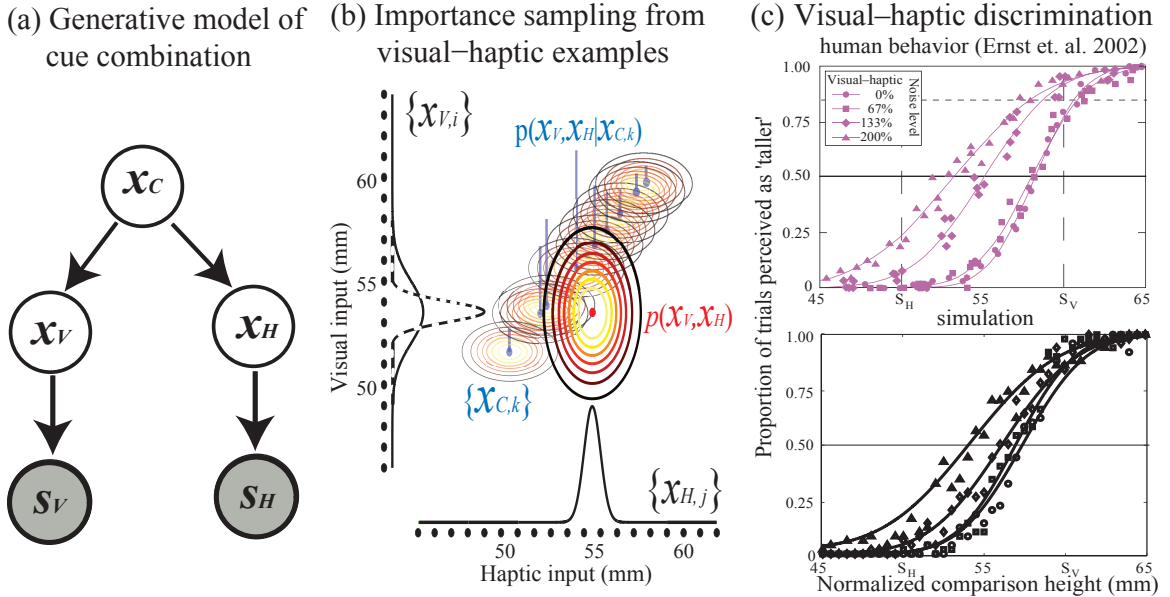 (a) Generative model of
cue combination
x_C
x_V
x_H
s_V
s_H
(b) Importance sampling from
visual–haptic examples
{x_V,i}
p(x_V,x_H|x_C,k)
60
55
50
Visual input (mm)
p(x_V,x_H)
{x_C,k}
{x_H,j}
50
55
60
Haptic input (mm)
(c) Visual–haptic discrimination
human behavior (Ernst et. al. 2002)
Proportion of trials perceived as 'taller'
1.00
0.75
0.50
0.25
0
Visual–haptic
0%
67%
133%
200%
Noise level
45
S_H
55
S_V
65
simulation
1.00
0.75
0.50
0.25
0
45
S_H
55
S_V
65
Normalized comparison height (mm)